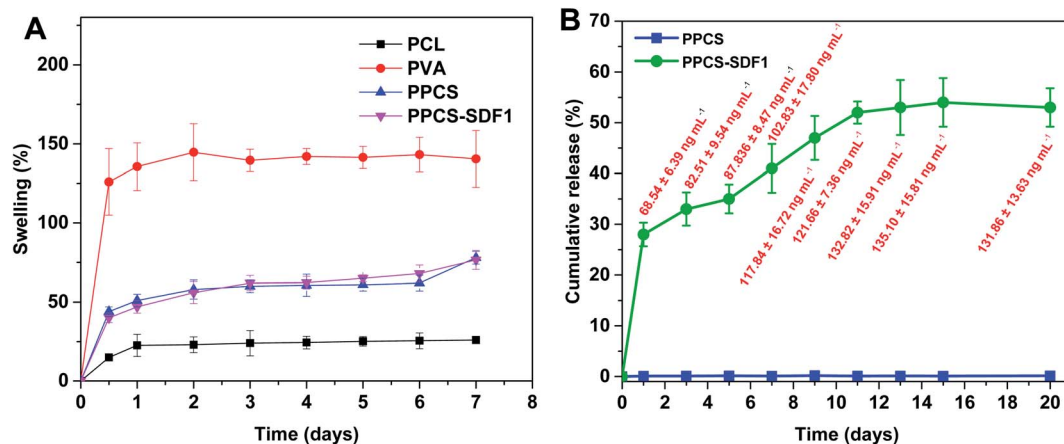 A
PCL
PVA
PPCS
PPCS-SDF1
Swelling (%)
200
150
100
50
0
0 1 2 3 4 5 6 7 8
Time (days)
B
PPCS
PPCS-SDF1
Cumulative release (%)
70
60
50
40
30
20
10
0
68.54 ± 6.39 ng mL-1
82.51 ± 9.54 ng mL-1
87.836 ± 8.47 ng mL-1
102.83 ± 17.80 ng mL-1
117.84 ± 16.72 ng mL-1
121.66 ± 7.36 ng mL-1
132.82 ± 15.91 ng mL-1
135.10 ± 15.81 ng mL-1
131.86 ± 13.63 ng mL-1
0 2 4 6 8 10 12 14 16 18 20
Time (days)